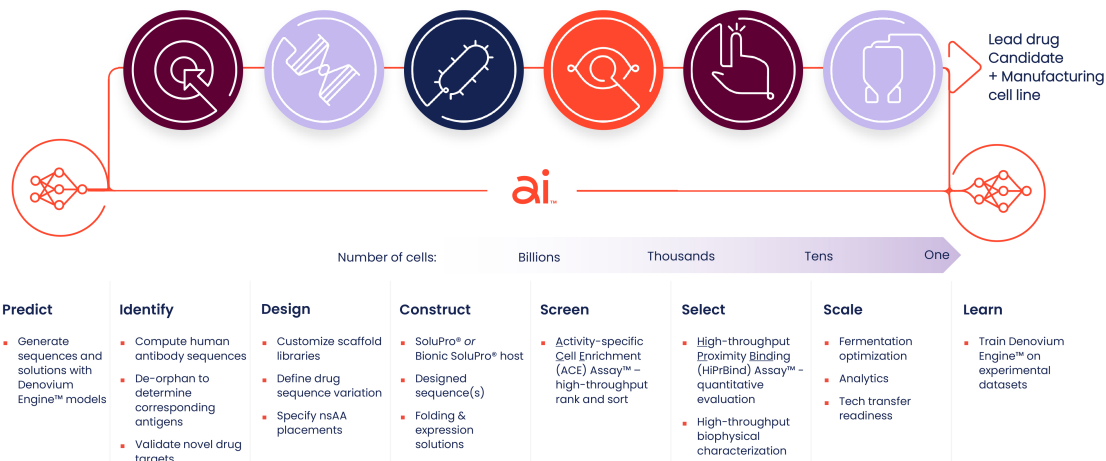 Lead drug
Candidate
+ Manufacturing
cell line
ai™
Number of cells:
Billions
Thousands
Tens
One
Predict
Generate
sequences and
solutions with
Denovium
Engine™ models
Identify
Compute human
antibody sequences
De-orphan to
determine
corresponding
antigens
Validate novel drug
targets
Design
Customize scaffold
libraries
Define drug
sequence variation
Specify nsAA
placements
Construct
SoluPro® or
Bionic SoluPro® host
Designed
sequence(s)
Folding &
expression
solutions
Screen
Activity-specific
Cell Enrichment
(ACE) Assay™ –
high-throughput
rank and sort
Select
High-throughput
Proximity Binding
(HiPrBind) Assay™ -
quantitative
evaluation
High-throughput
biophysical
characterization
Scale
Fermentation
optimization
Analytics
Tech transfer
readiness
Learn
Train Denovium
Engine™ on
experimental
datasets